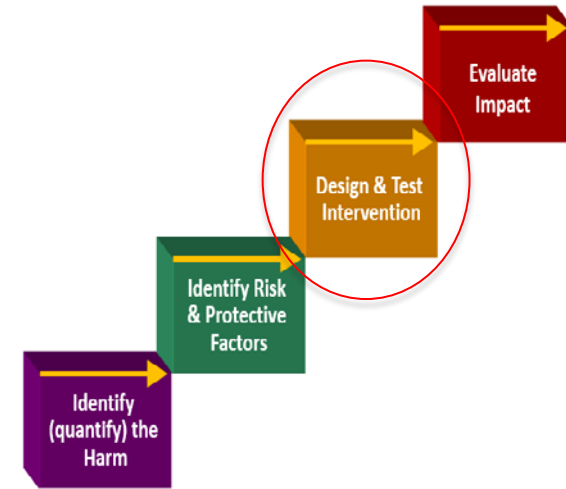 Evaluate
Impact
Design & Test
Intervention
Identify Risk
& Protective
Factors
Identify
(quantify) the
Harm